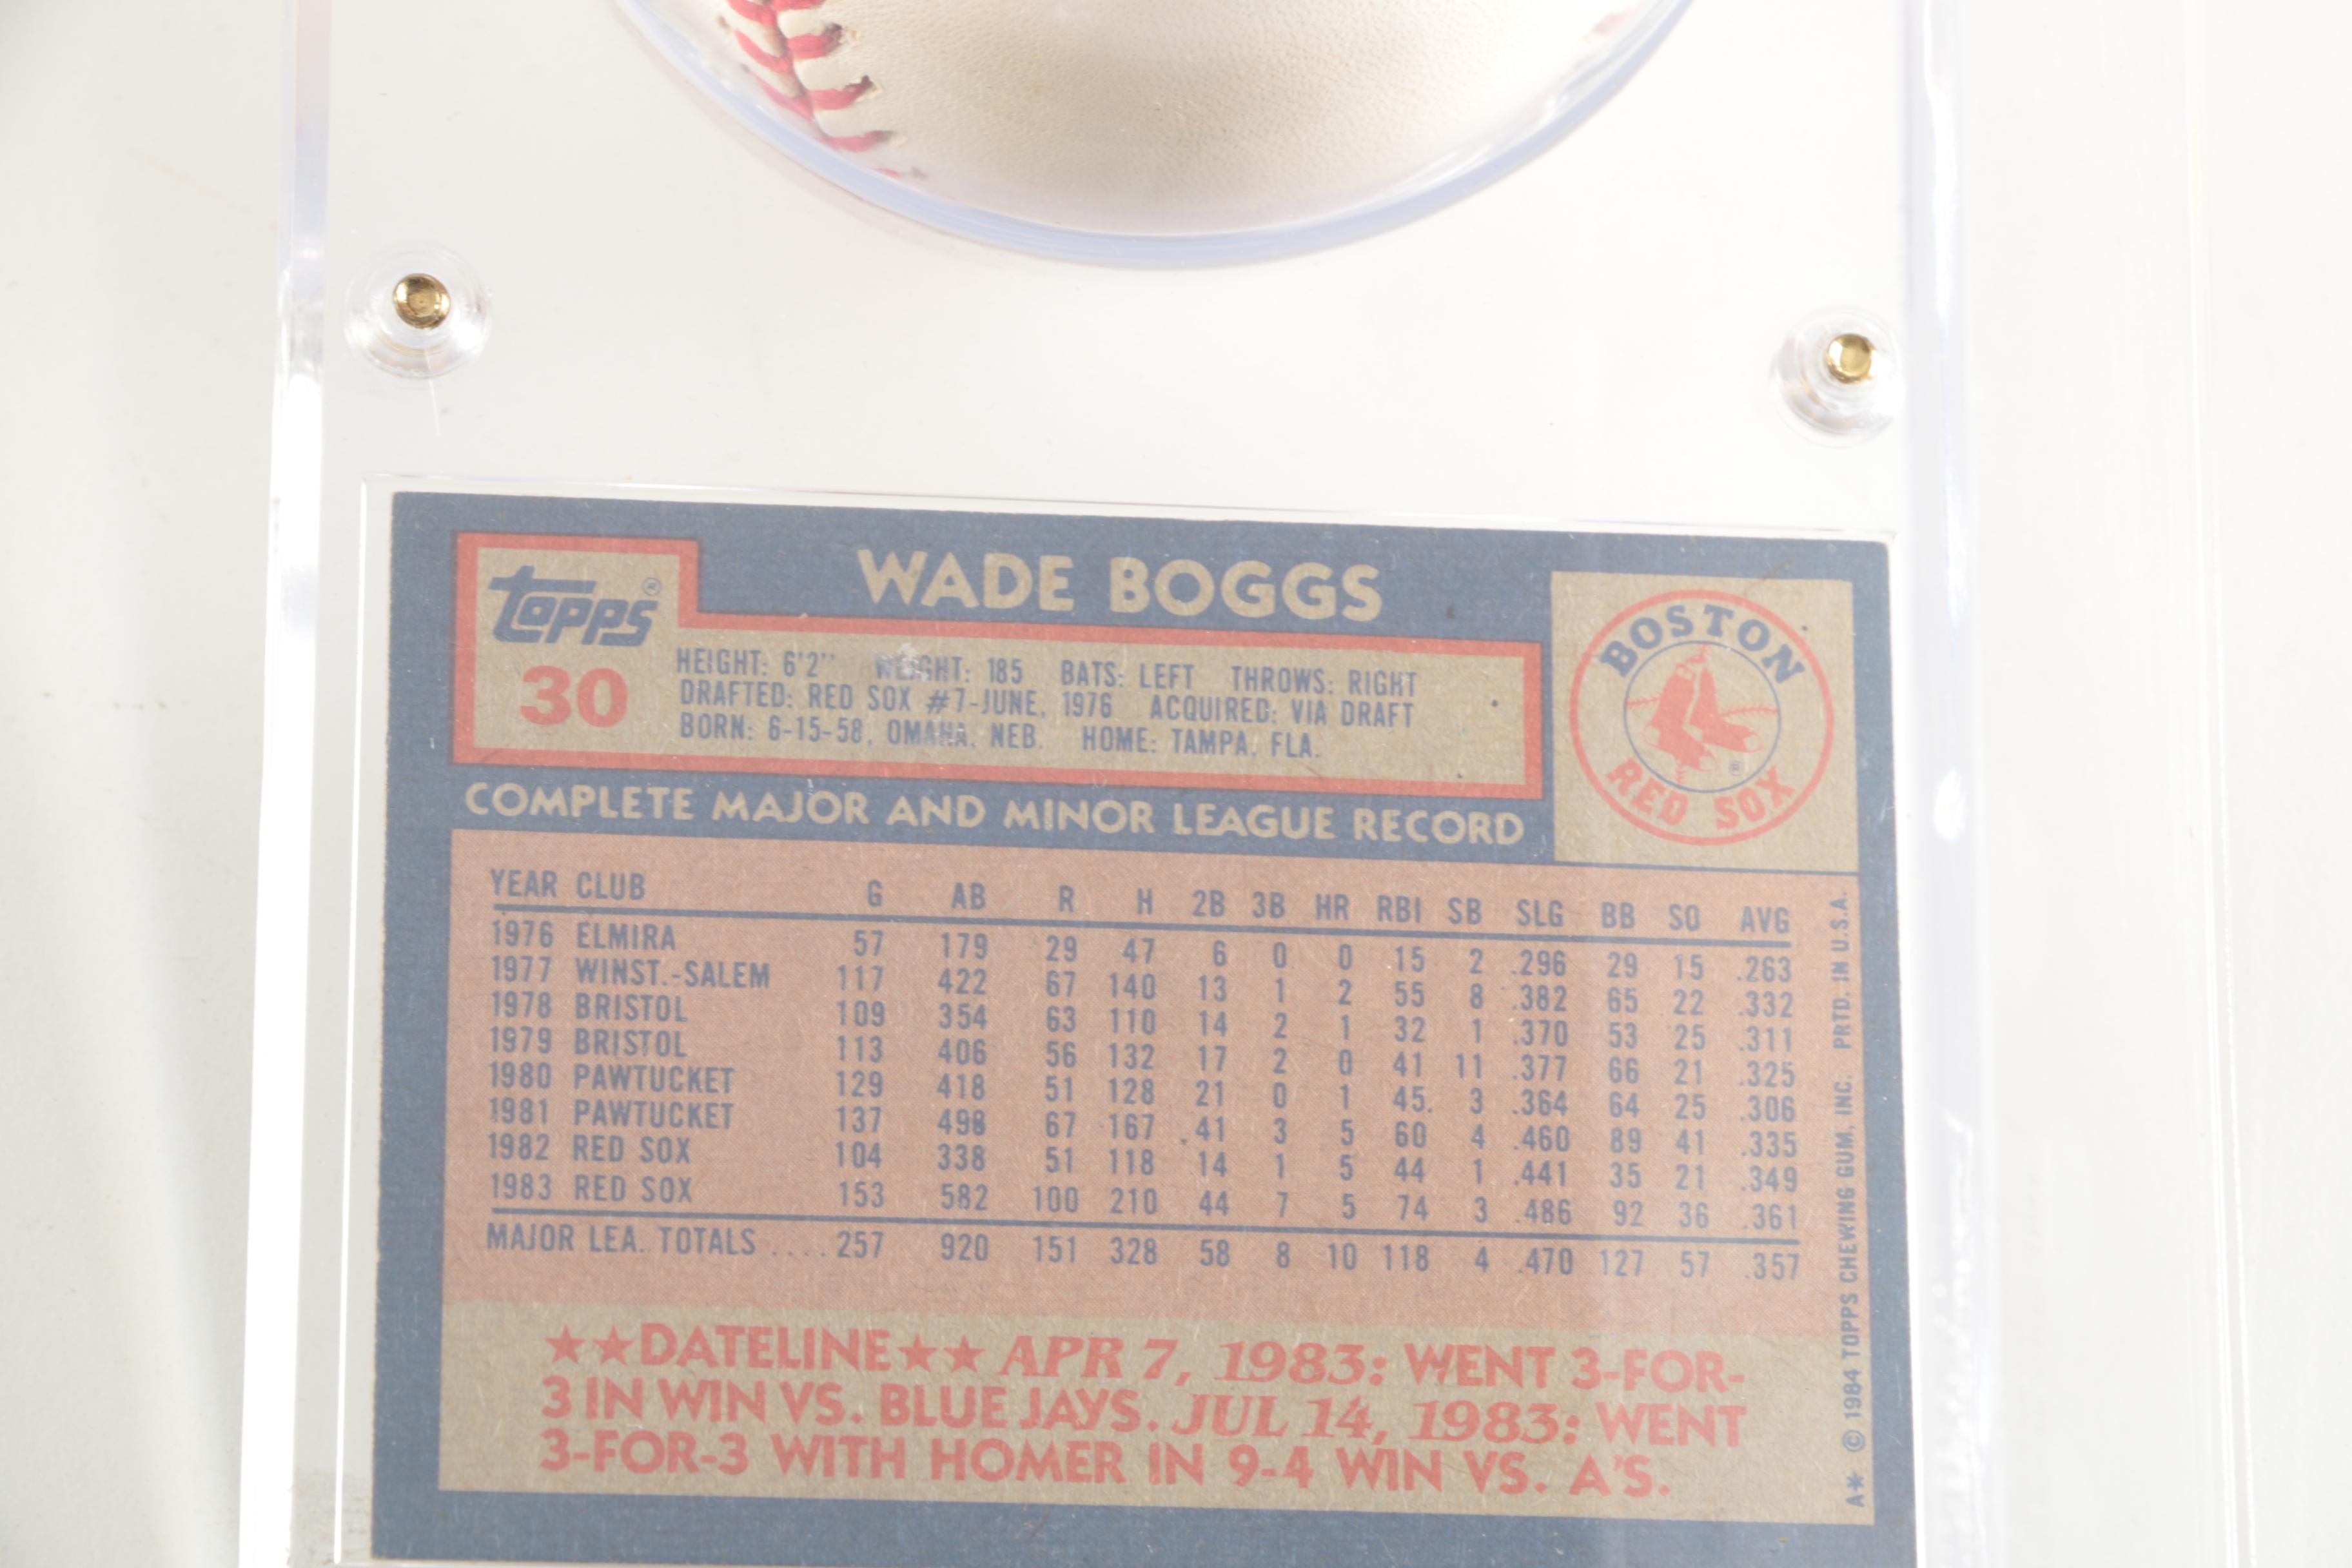 WADE BOGGS
Topps®
30
HEIGHT: 6'2" WEIGHT: 185 BATS: LEFT THROWS: RIGHT
DRAFTED: RED SOX #7-JUNE, 1976 ACQUIRED: VIA DRAFT
BORN: 6-15-58, OMAHA, NEB. HOME: TAMPA, FLA.
BOSTON
RED SOX ®
COMPLETE MAJOR AND MINOR LEAGUE RECORD
YEAR CLUB G AB R H 2B 3B HR RBI SB SLG BB SO AVG
1976 ELMIRA 57 179 29 47 6 0 0 15 2 .296 29 15 .263
1977 WINST.-SALEM 117 422 67 140 13 1 2 55 8 .382 65 22 .332
1978 BRISTOL 109 354 63 110 14 2 1 32 1 .370 53 25 .311
1979 BRISTOL 113 406 56 132 17 2 0 41 11 .377 66 21 .325
1980 PAWTUCKET 129 418 51 128 21 0 1 45 3 .364 64 25 .306
1981 PAWTUCKET 137 498 67 167 41 3 5 60 4 .460 89 41 .335
1982 RED SOX 104 338 51 118 14 1 5 44 1 .441 35 21 .349
1983 RED SOX 153 582 100 210 44 7 5 74 3 .486 92 36 .361
MAJOR LEA. TOTALS .... 257 920 151 328 58 8 10 118 4 .470 127 57 .357
★★DATELINE★★ APR 7, 1983: WENT 3-FOR-
3 IN WIN VS. BLUE JAYS. JUL 14, 1983: WENT
3-FOR-3 WITH HOMER IN 9-4 WIN VS. A'S.
A* © 1984 TOPPS CHEWING GUM, INC. PRTD. IN U.S.A.